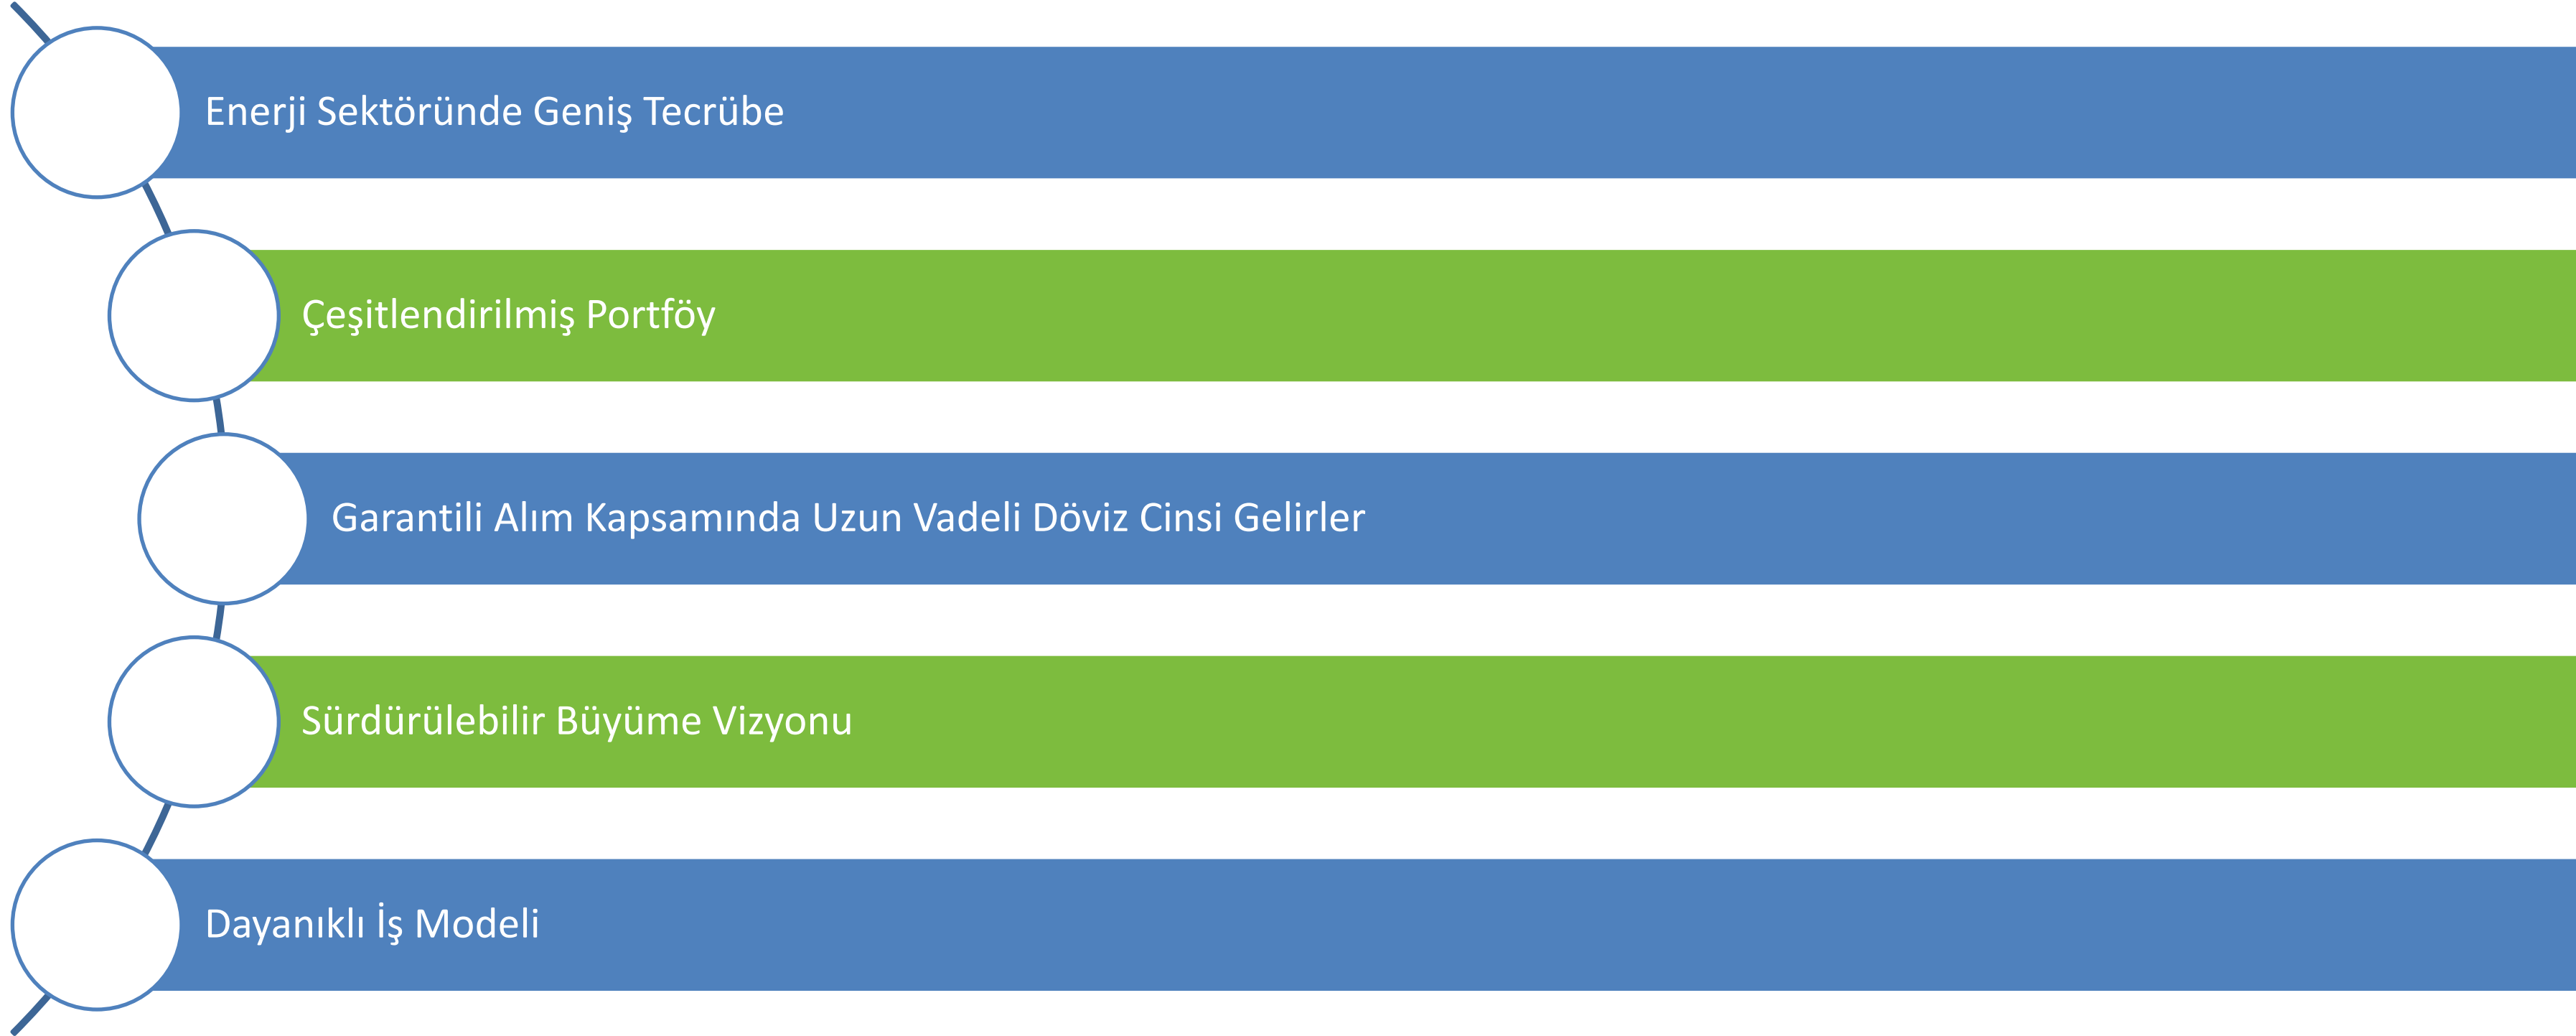 Enerji Sektöründe Geniş Tecrübe
Çeşitlendirilmiş Portföy
Garantili Alım Kapsamında Uzun Vadeli Döviz Cinsi Gelirler
Sürdürülebilir Büyüme Vizyonu
Dayanıklı İş Modeli